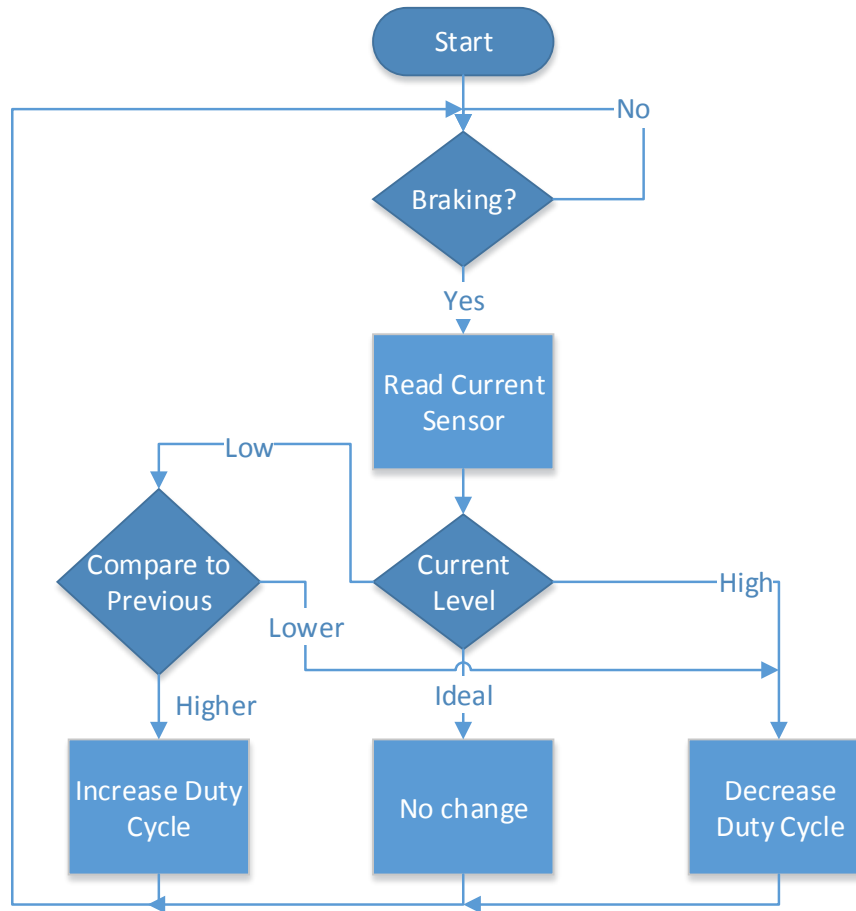 Start
No
Braking?
Yes
Read Current
Sensor
Low
Compare to
Previous
Current
Level
High
Lower
Higher
Ideal
Increase Duty
Cycle
No change
Decrease
Duty Cycle